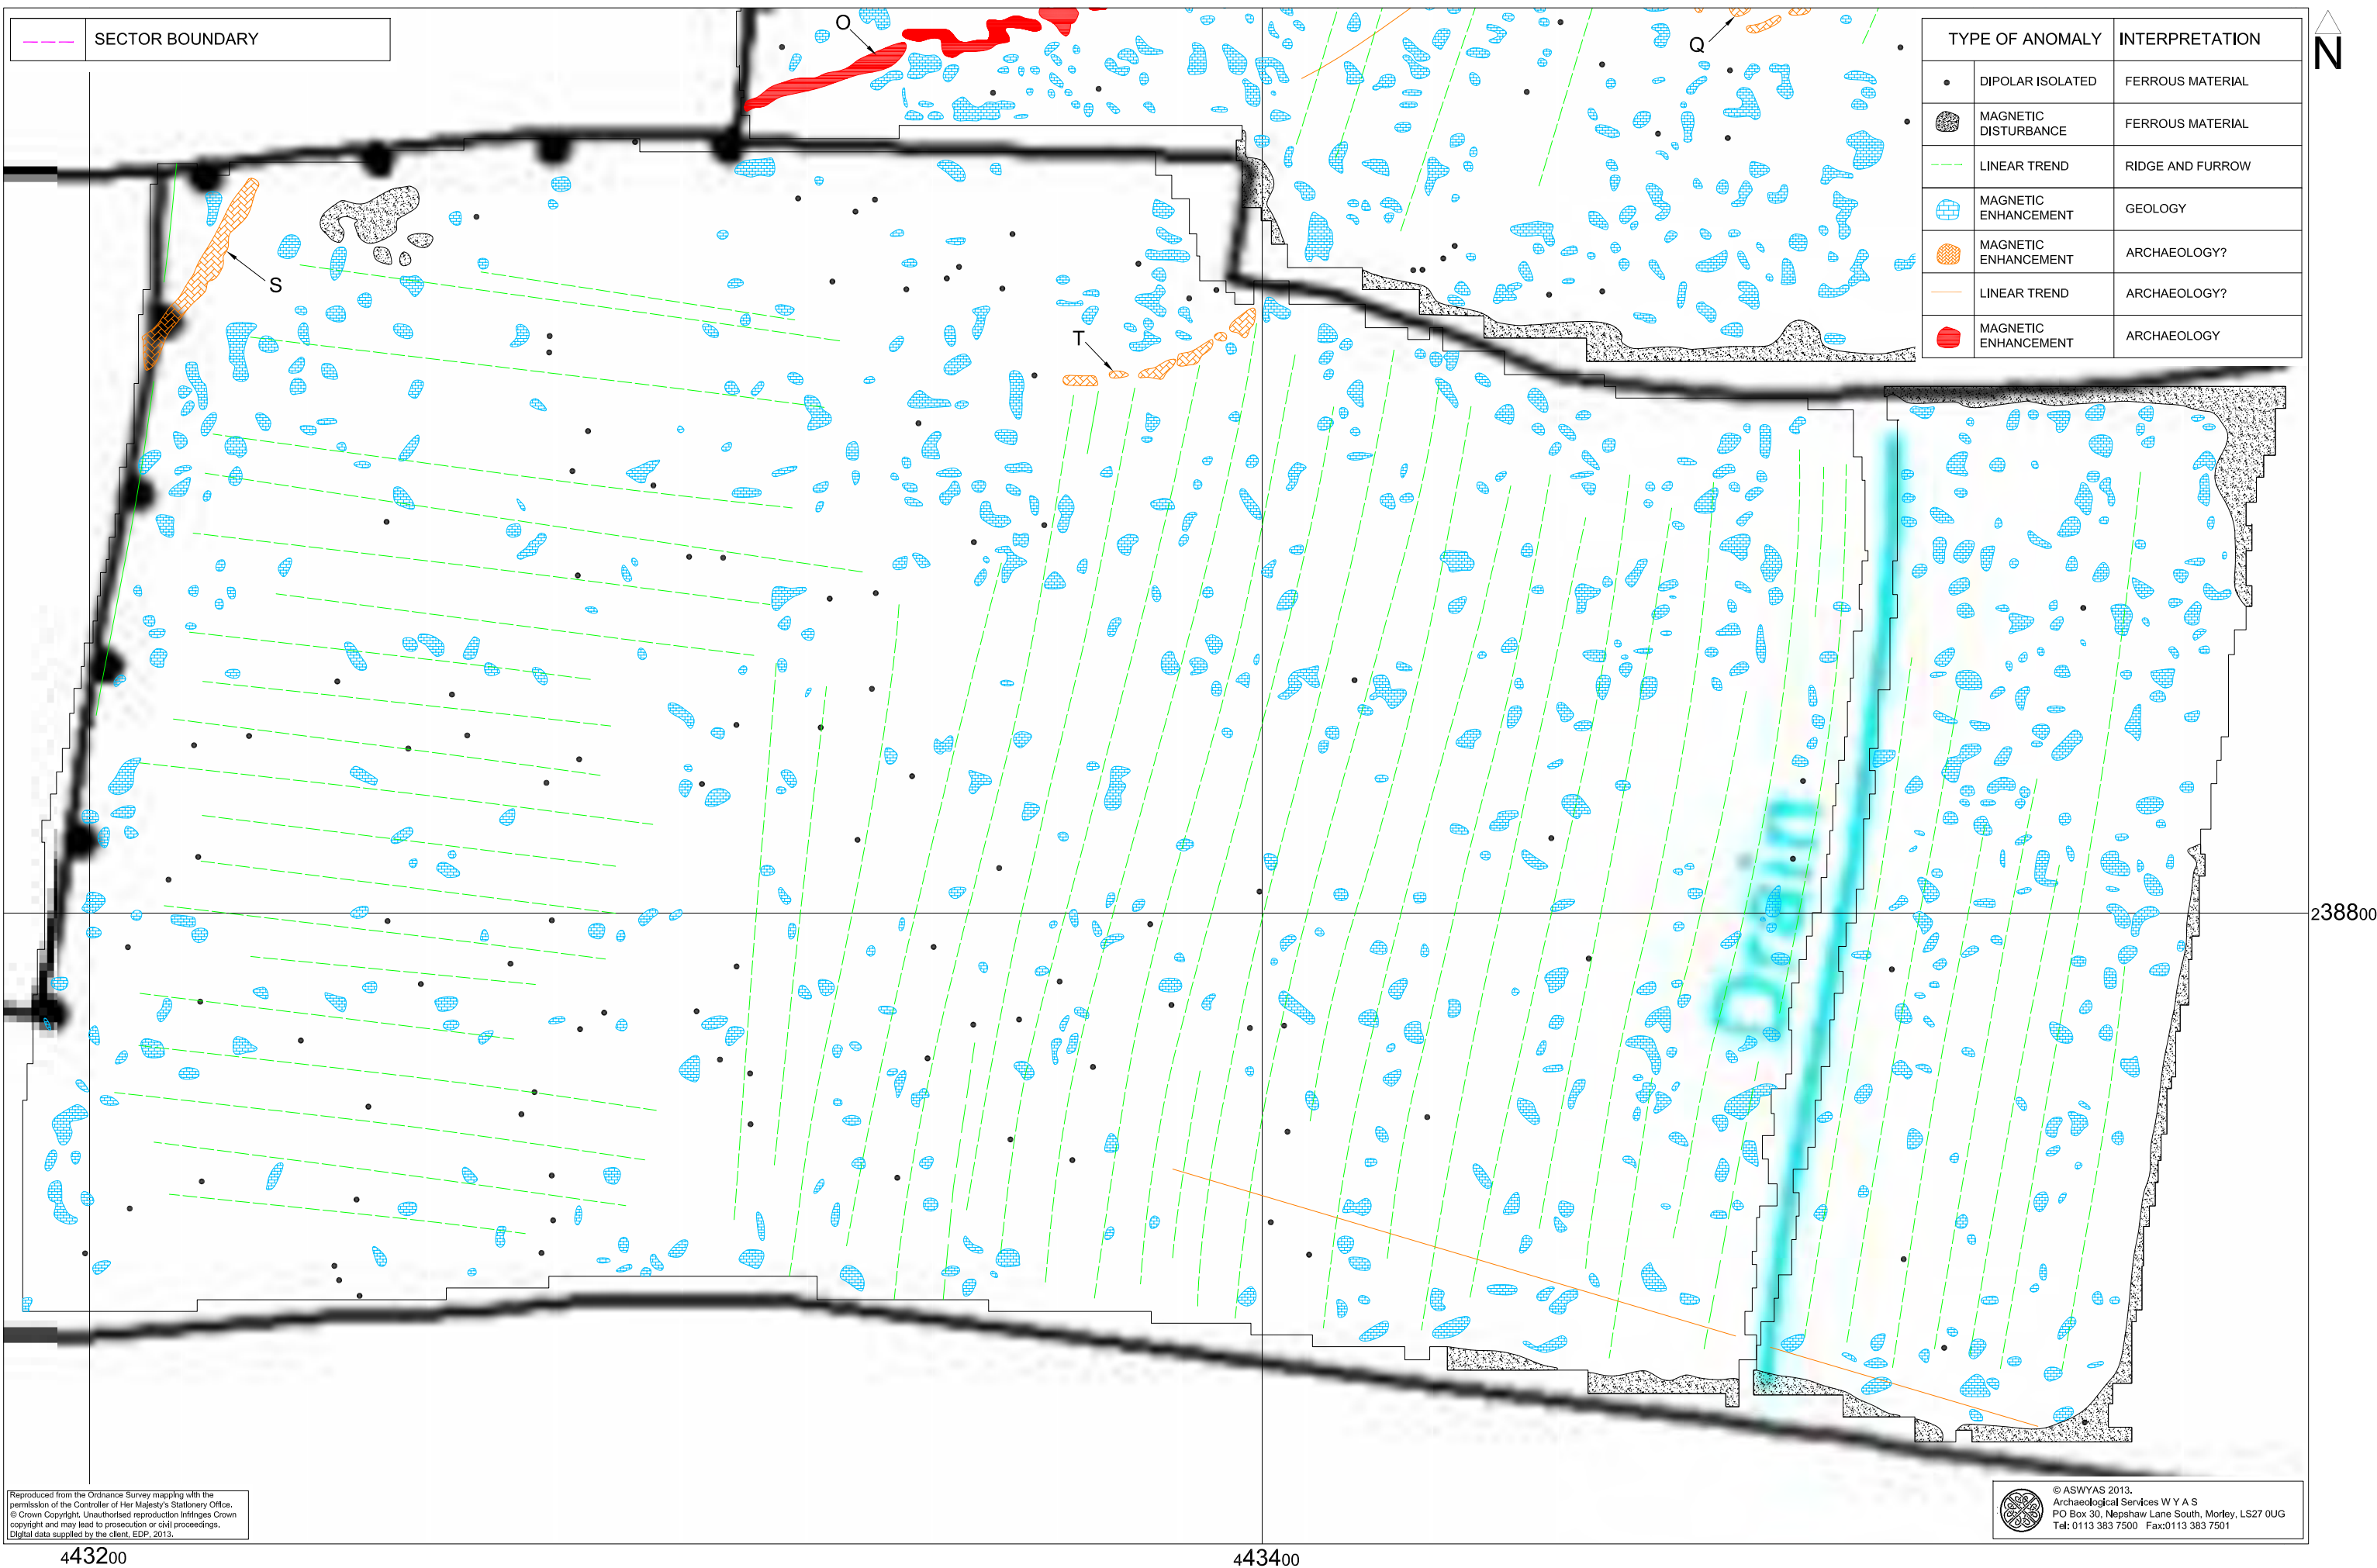 SECTOR BOUNDARY
O
Q
N
TYPE OF ANOMALY INTERPRETATION
DIPOLAR ISOLATED FERROUS MATERIAL
MAGNETIC
DISTURBANCE
FERROUS MATERIAL
LINEAR TREND RIDGE AND FURROW
MAGNETIC
ENHANCEMENT
GEOLOGY
MAGNETIC
ENHANCEMENT
ARCHAEOLOGY?
LINEAR TREND ARCHAEOLOGY?
MAGNETIC
ENHANCEMENT
ARCHAEOLOGY
S
T
Drain
238800
Reproduced from the Ordnance Survey mapping with the
permission of the Controller of Her Majesty's Stationery Office.
© Crown Copyright. Unauthorised reproduction infringes Crown
copyright and may lead to prosecution or civil proceedings.
Digital data supplied by the client, EDP, 2013.
© ASWYAS 2013.
Archaeological Services W Y A S
PO Box 30, Nepshaw Lane South, Morley, LS27 0UG
Tel: 0113 383 7500 Fax:0113 383 7501
443200
443400